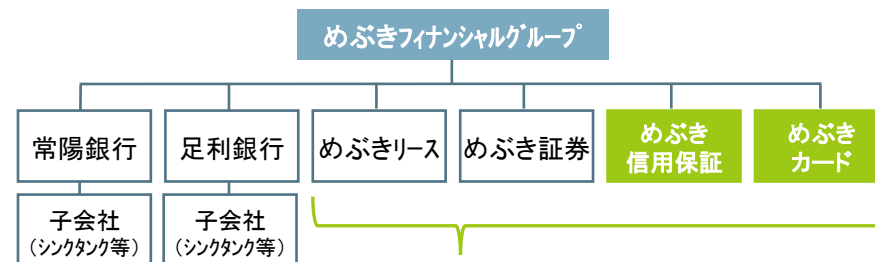 めぶきフィナンシャルグループ
常陽銀行
足利銀行
めぶきリース
めぶき証券
めぶき
信用保証
めぶき
カード
子会社
（シンクタンク等）
子会社
（シンクタンク等）